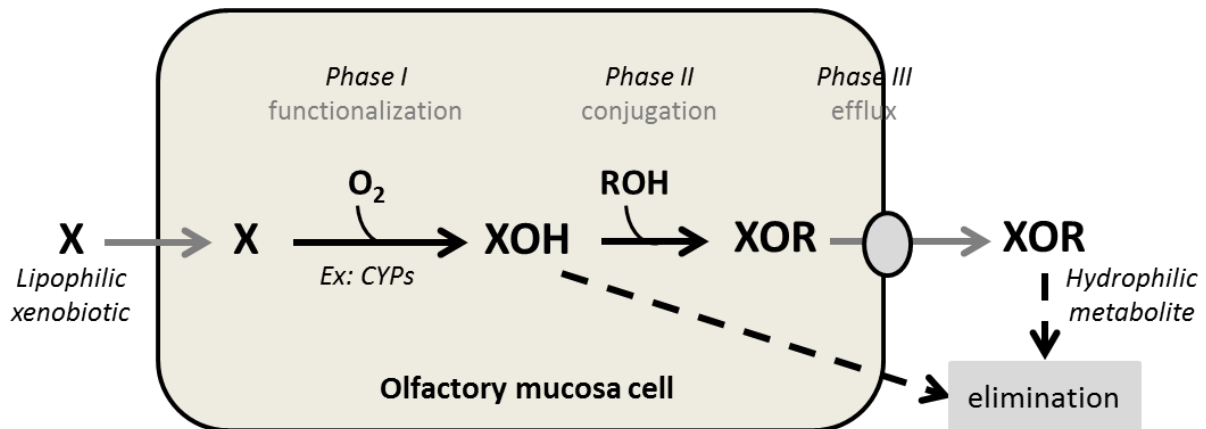 Phase I
functionalization
Phase II
conjugation
Phase III
efflux
O₂
ROH
X
X
XOH
XOR
XOR
Lipophilic
xenobiotic
Ex: CYPs
Hydrophilic
metabolite
Olfactory mucosa cell
elimination